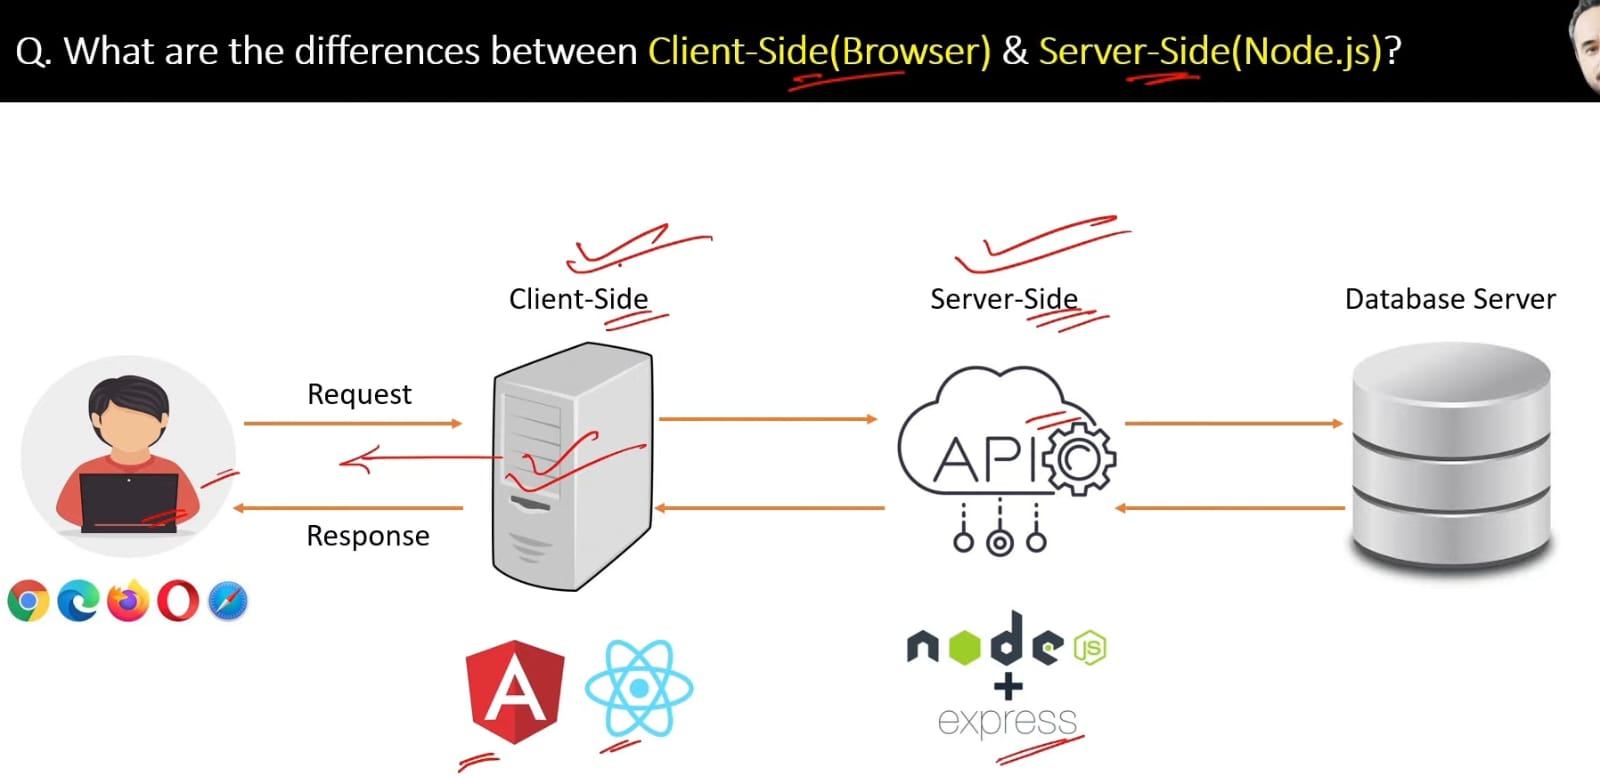 Q. What are the differences between Client-Side(Browser) & Server-Side(Node.js)?
Client-Side
Server-Side
Database Server
Request
API
Response
A
node JS
+
express